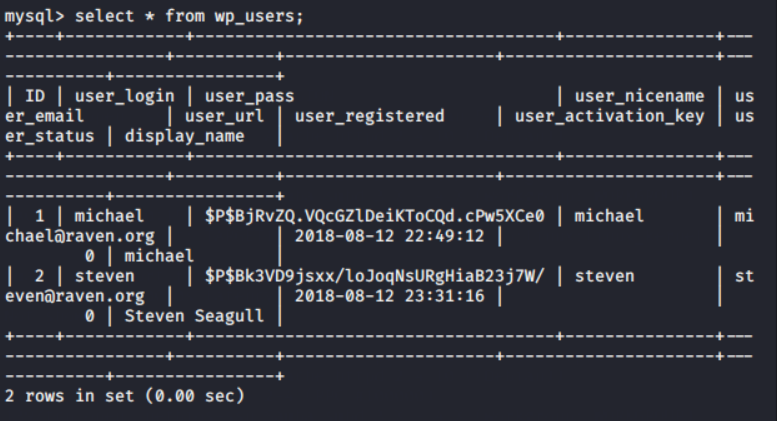 mysql> select * from wp_users;
+----+------------+------------------------------------+---------------+---
----------------+----------+---------------------+---------------------+---
----------+----------------+
| ID | user_login | user_pass                          | user_nicename | us
er_email        | user_url | user_registered     | user_activation_key | us
er_status | display_name   |
+----+------------+------------------------------------+---------------+---
----------------+----------+---------------------+---------------------+---
----------+----------------+
|  1 | michael    | $P$BjRvZQ.VQcGZlDeiKToCQd.cPw5XCe0 | michael       | mi
chael@raven.org |          | 2018-08-12 22:49:12 |                     |
        0 | michael        |
|  2 | steven     | $P$Bk3VD9jsxx/loJoqNsURgHiaB23j7W/ | steven        | st
even@raven.org  |          | 2018-08-12 23:31:16 |                     |
        0 | Steven Seagull |
+----+------------+------------------------------------+---------------+---
----------------+----------+---------------------+---------------------+---
----------+----------------+
2 rows in set (0.00 sec)